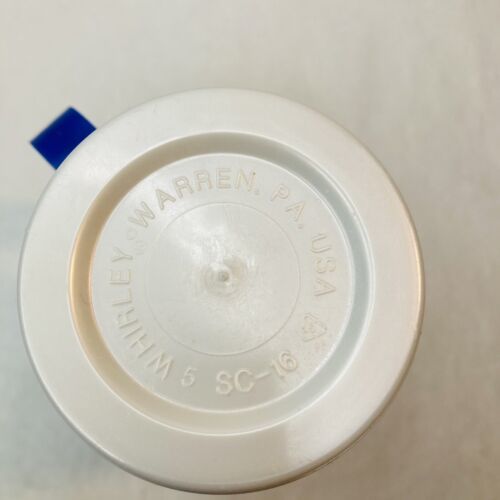 WHIRLEY® WARREN, PA. USA
5 SC-16